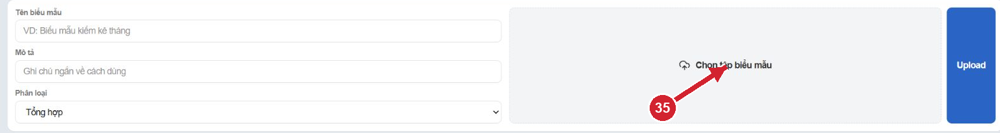 Tên biểu mẫu
VD: Biểu mẫu kiểm kê tháng
Mô tả
Ghi chú ngắn về cách dùng
Phân loại
Tổng hợp
Chọn tệp biểu mẫu
35
Upload